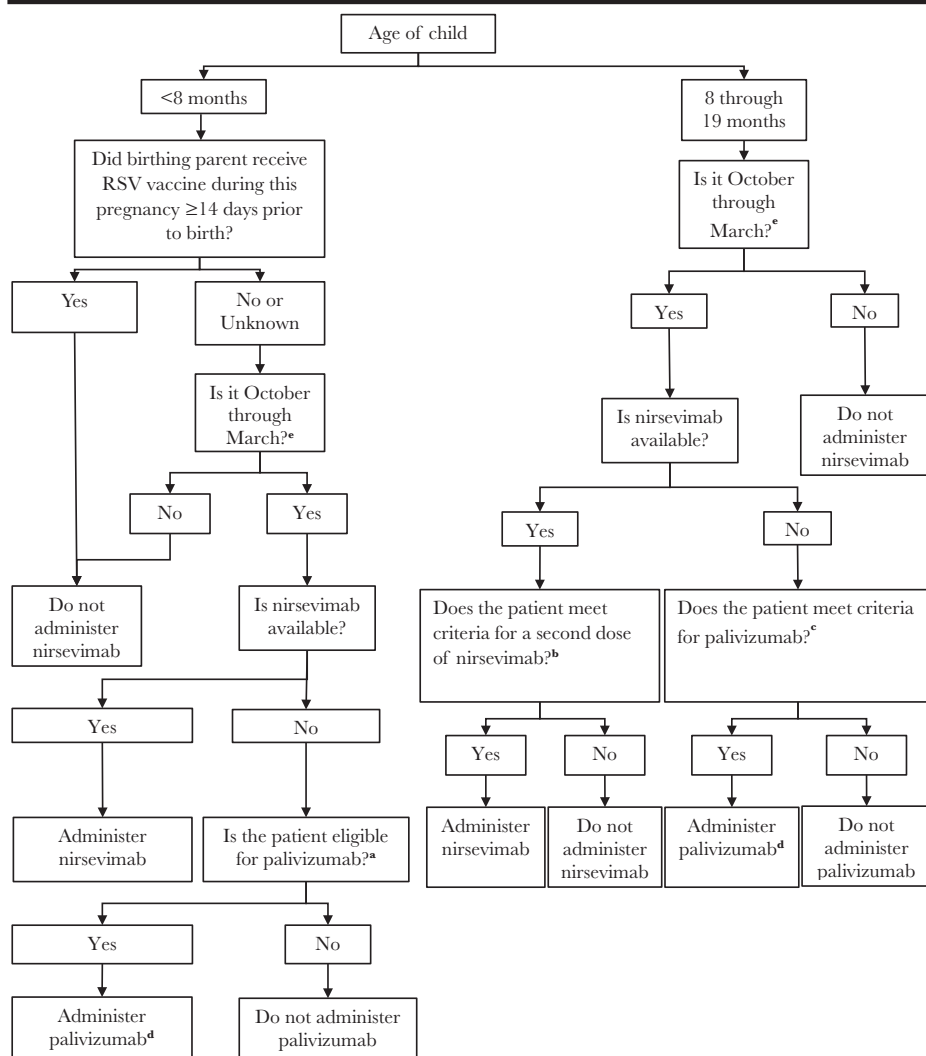 Age of child
<8 months
8 through
19 months
Did birthing parent receive
RSV vaccine during this
pregnancy ≥14 days prior
to birth?
Is it October
through
March?ᵉ
Yes
No or
Unknown
Yes
No
Is it October
through
March?ᵉ
Is nirsevimab
available?
Do not
administer
nirsevimab
No
Yes
Yes
No
Do not
administer
nirsevimab
Is nirsevimab
available?
Does the patient meet
criteria for a second dose
of nirsevimab?ᵇ
Does the patient meet criteria
for palivizumab?ᶜ
Yes
No
Yes
No
Yes
No
Administer
nirsevimab
Is the patient eligible
for palivizumab?ᵃ
Administer
nirsevimab
Do not
administer
nirsevimab
Administer
palivizumabᵈ
Do not
administer
palivizumab
Yes
No
Administer
palivizumabᵈ
Do not administer
palivizumab